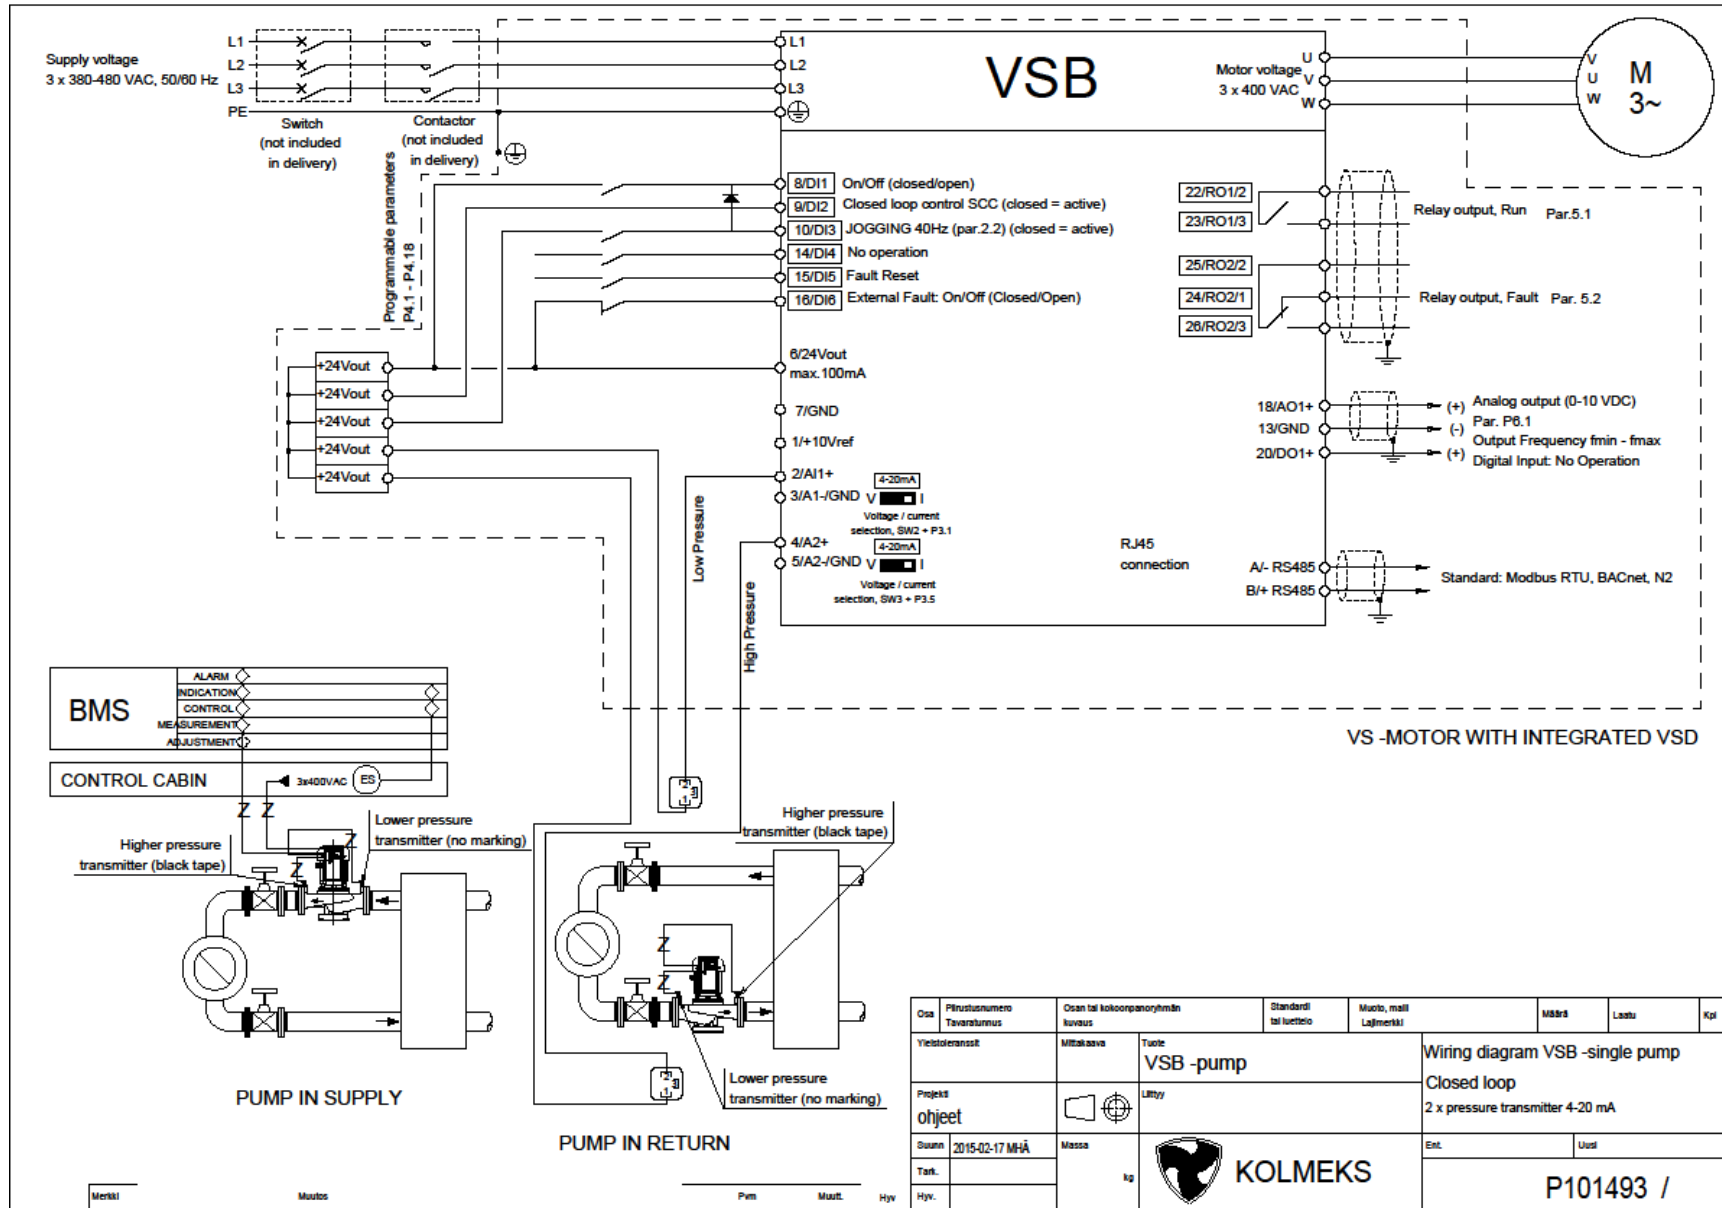 Supply voltage
3 x 380-480 VAC, 50/60 Hz
L1
L2
L3
PE
Switch
(not included
in delivery)
Contactor
(not included
in delivery)
Programmable parameters
P4.1 - P4.18
L1
L2
L3
VSB
Motor voltage
3 x 400 VAC
U
V
W
V
U
W
M
3~
8/DI1 On/Off (closed/open)
9/DI2 Closed loop control SCC (closed = active)
10/DI3 JOGGING 40Hz (par.2.2) (closed = active)
14/DI4 No operation
15/DI5 Fault Reset
16/DI6 External Fault: On/Off (Closed/Open)
22/RO1/2
23/RO1/3
Relay output, Run Par.5.1
25/RO2/2
24/RO2/1
26/RO2/3
Relay output, Fault Par. 5.2
+24Vout
+24Vout
+24Vout
+24Vout
+24Vout
6/24Vout
max.100mA
7/GND
1/+10Vref
2/AI1+
3/A1-/GND
4-20mA
V I
Voltage / current
selection, SW2 + P3.1
4/A2+
5/A2-/GND
4-20mA
V I
Voltage / current
selection, SW3 + P3.5
Low Pressure
High Pressure
18/AO1+
13/GND
20/DO1+
(+) Analog output (0-10 VDC)
(-) Par. P6.1
Output Frequency fmin - fmax
(+) Digital Input: No Operation
RJ45
connection
A/- RS485
B/+ RS485
Standard: Modbus RTU, BACnet, N2
VS -MOTOR WITH INTEGRATED VSD
BMS
ALARM
INDICATION
CONTROL
MEASUREMENT
ADJUSTMENT
CONTROL CABIN
3x400VAC
ES
Z Z
Z
Z
Higher pressure
transmitter (black tape)
Lower pressure
transmitter (no marking)
PUMP IN SUPPLY
Higher pressure
transmitter (black tape)
Z
Z
Lower pressure
transmitter (no marking)
PUMP IN RETURN
Osa
Piirustusnumero
Tavaratunnus
Osan tai kokoonpanoryhmän
kuvaus
Standardi
tai luettelo
Muoto, malli
Lajimerkki
Määrä
Laatu
Kpl
Yleistoleranssit
Mittakaava
Tuote
VSB -pump
Wiring diagram VSB -single pump
Closed loop
2 x pressure transmitter 4-20 mA
Projekti
ohjeet
Liittyy
Suunn 2015-02-17 MHÄ
Tark.
Hyv.
Massa
kg
KOLMEKS
Ent.
Uusi
P101493 /
Merkki
Muutos
Pvm
Muutt.
Hyv